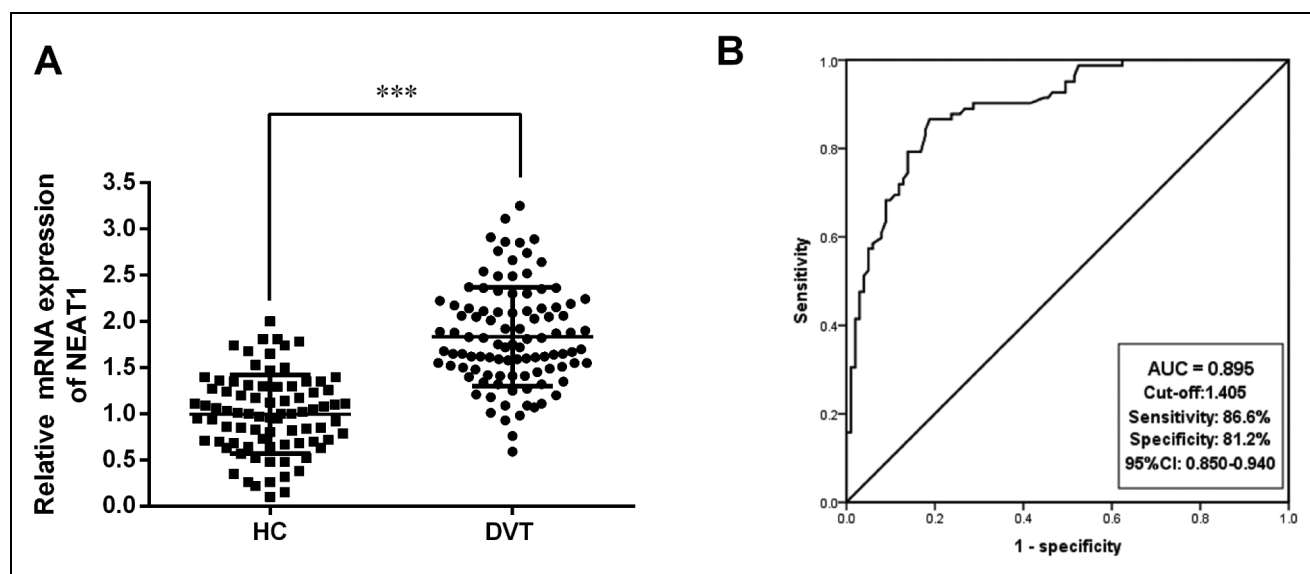 A
***
Relative mRNA expression
of NEAT1
3.5
3.0
2.5
2.0
1.5
1.0
0.5
0.0
HC
DVT
B
Sensitivity
1.0
0.8
0.6
0.4
0.2
0.0
AUC = 0.895
Cut-off:1.405
Sensitivity: 86.6%
Specificity: 81.2%
95%CI: 0.850-0.940
0.0
0.2
0.4
0.6
0.8
1.0
1 - specificity